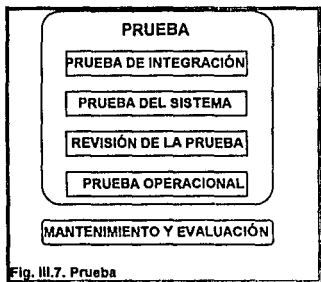 PRUEBA
PRUEBA DE INTEGRACIÓN
PRUEBA DEL SISTEMA
REVISIÓN DE LA PRUEBA
PRUEBA OPERACIONAL
MANTENIMIENTO Y EVALUACIÓN
Fig. III.7. Prueba